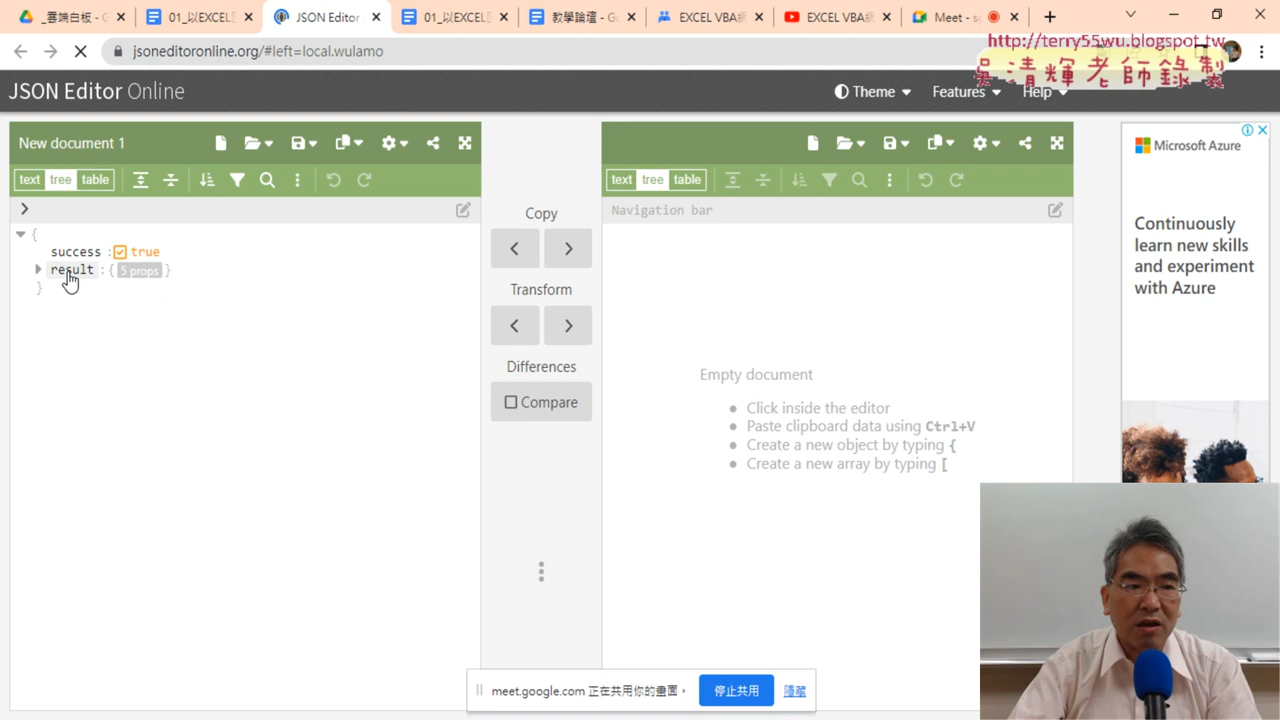 _雲端白板 - G
01_以EXCEL
JSON Editor
01_以EXCEL
教學論壇 - G
EXCEL VBA
EXCEL VBA
Meet - s
jsoneditoronline.org/#left=local.wulamo
http://terry55wu.blogspot.tw
吳清輝老師錄製
JSON Editor Online
Theme
Features
Help
New document 1
text
tree
table
text
tree
table
Navigation bar
{
success : true
result : { 5 props }
}
Copy
Transform
Differences
Compare
Empty document
Click inside the editor
Paste clipboard data using Ctrl+V
Create a new object by typing {
Create a new array by typing [
Microsoft Azure
Continuously
learn new skills
and experiment
with Azure
meet.google.com 正在共用你的畫面。
停止共用
隱藏